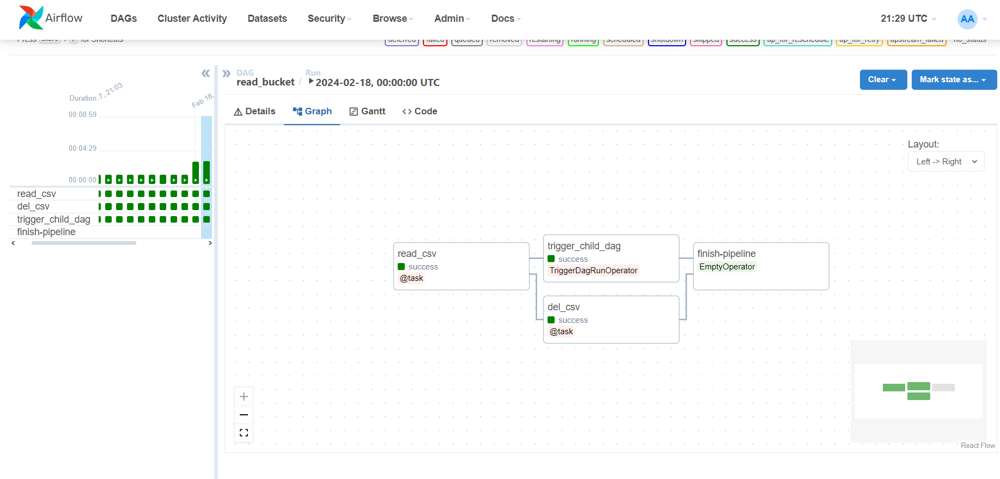 Airflow
DAGs
Cluster Activity
Datasets
Security
Browse
Admin
Docs
21:29 UTC
AA
Press shift + / for Shortcuts
deferred
failed
queued
removed
restarting
running
scheduled
shutdown
skipped
success
up_for_reschedule
up_for_retry
upstream_failed
no_status
DAG
read_bucket
/
Run
2024-02-18, 00:00:00 UTC
Clear
Mark state as...
Details
Graph
Gantt
Code
Duration
7, 21:03
Feb 18,
00:08:59
00:04:29
00:00:00
read_csv
del_csv
trigger_child_dag
finish-pipeline
Layout:
Left -> Right
read_csv
success
@task
trigger_child_dag
success
TriggerDagRunOperator
del_csv
success
@task
finish-pipeline
EmptyOperator
React Flow